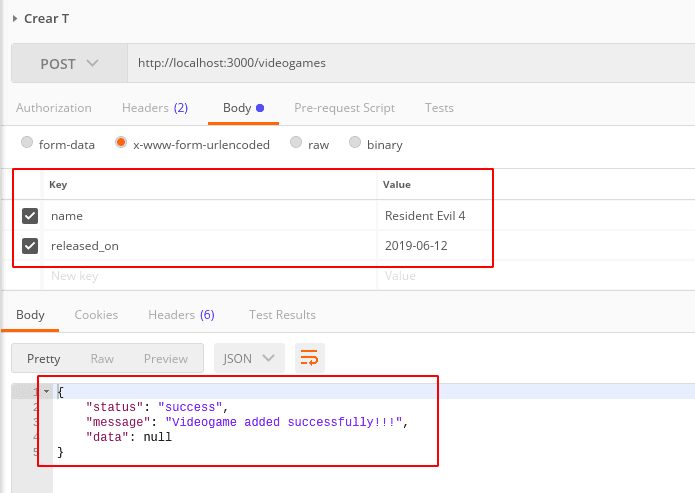 Crear T
POST http://localhost:3000/videogames
Authorization Headers (2) Body Pre-request Script Tests
form-data x-www-form-urlencoded raw binary
Key Value
name Resident Evil 4
released_on 2019-06-12
New key Value
Body Cookies Headers (6) Test Results
Pretty Raw Preview JSON
1 {
2 "status": "success",
3 "message": "Videogame added successfully!!!",
4 "data": null
5 }